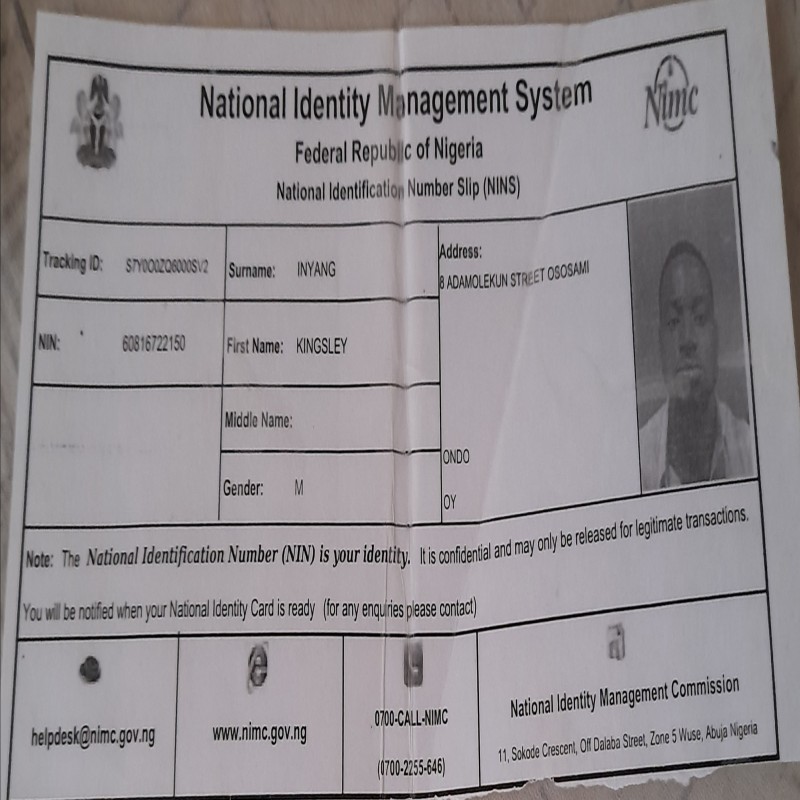 National Identity Management System
Federal Republic of Nigeria
National Identification Number Slip (NINS)
Nimc
Tracking ID: S7Y0O0ZQ6000SV2
Surname: INYANG
Address:
8 ADAMOLEKUN STREET OSOSAMI
NIN: 60816722150
First Name: KINGSLEY
Middle Name:
ONDO
Gender: M
OY
Note: The National Identification Number (NIN) is your identity. It is confidential and may only be released for legitimate transactions.
You will be notified when your National Identity Card is ready (for any enquiries please contact)
helpdesk@nimc.gov.ng
www.nimc.gov.ng
0700-CALL-NIMC
(0700-2255-646)
National Identity Management Commission
11, Sokode Crescent, Off Dalaba Street, Zone 5 Wuse, Abuja Nigeria